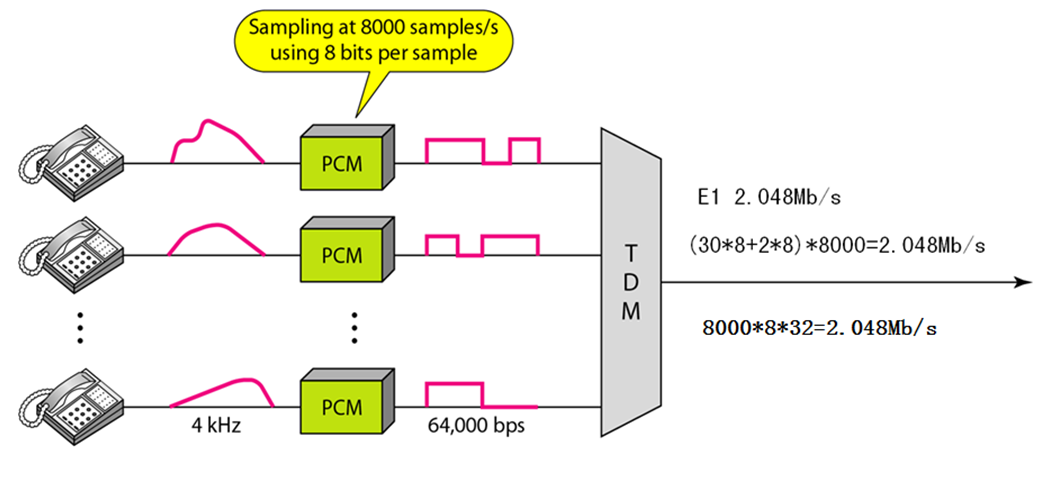 Sampling at 8000 samples/s
using 8 bits per sample
PCM
E1 2.048Mb/s
(30*8+2*8)*8000=2.048Mb/s
PCM
T
D
M
8000*8*32=2.048Mb/s
PCM
4 kHz
64,000 bps